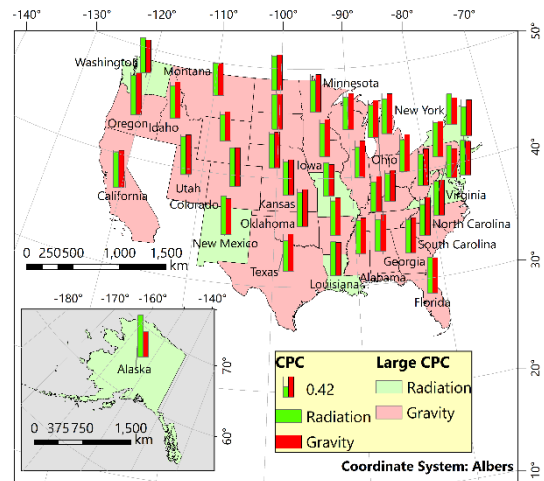 -140° -130° -120° -110° -100° -90° -80° -70°
50°
Washington
Montana
Minnesota
Oregon
Idaho
New York
40°
Iowa
Ohio
Utah
California
Colorado
Kansas
Virginia
Oklahoma
North Carolina
New Mexico
South Carolina
0 250500 1,000 1,500
km
Georgia
Texas
Alabama
30°
Louisiana
Florida
-180° -170° -160° -150° -140°
Alaska
70°
60°
0 375 750 1,500
km
20°
CPC Large CPC
0.42 Radiation
Radiation Gravity
Gravity
Coordinate System: Albers
10°